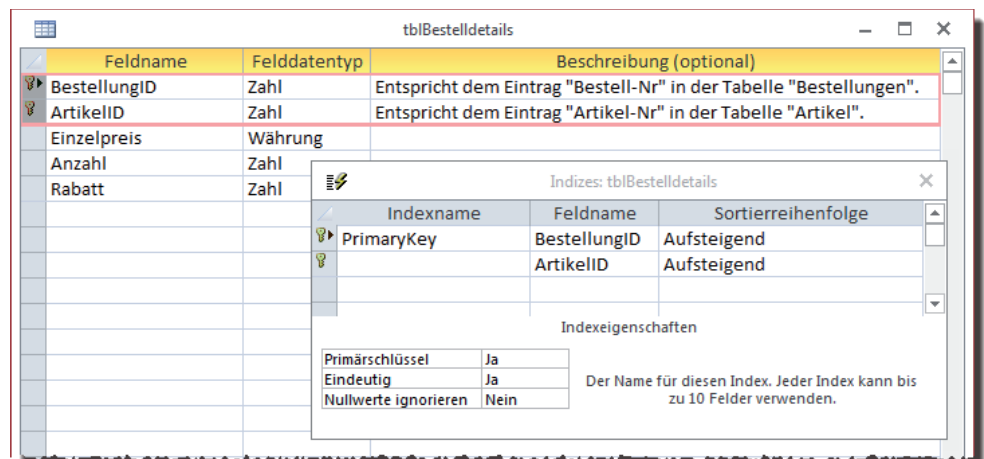 tblBestelldetails
Feldname Felddatentyp Beschreibung (optional)
BestellungID Zahl Entspricht dem Eintrag "Bestell-Nr" in der Tabelle "Bestellungen".
ArtikelID Zahl Entspricht dem Eintrag "Artikel-Nr" in der Tabelle "Artikel".
Einzelpreis Währung
Anzahl Zahl
Rabatt Zahl
Indizes: tblBestelldetails
Indexname Feldname Sortierreihenfolge
PrimaryKey BestellungID Aufsteigend
ArtikelID Aufsteigend
Indexeigenschaften
Primärschlüssel Ja
Eindeutig Ja
Nullwerte ignorieren Nein
Der Name für diesen Index. Jeder Index kann bis
zu 10 Felder verwenden.